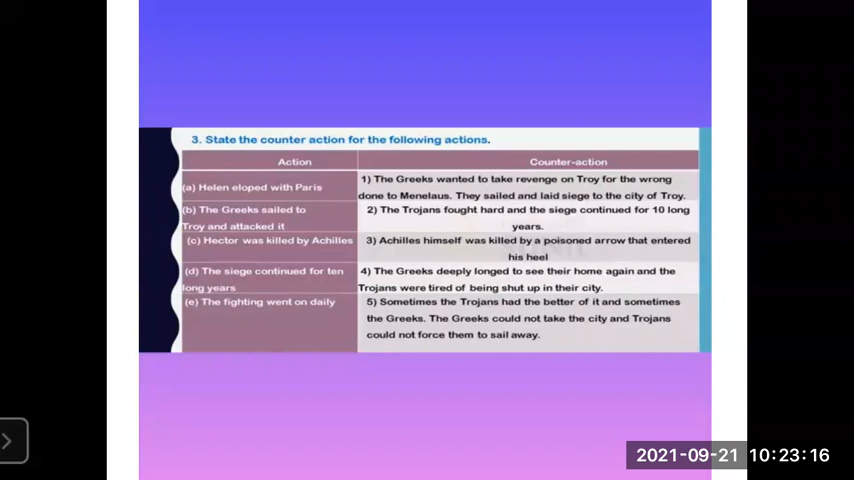 3. State the counter action for the following actions.
Action
Counter-action
(a) Helen eloped with Paris
1) The Greeks wanted to take revenge on Troy for the wrong
done to Menelaus. They sailed and laid siege to the city of Troy.
(b) The Greeks sailed to
Troy and attacked it
2) The Trojans fought hard and the siege continued for 10 long
years.
(c) Hector was killed by Achilles
3) Achilles himself was killed by a poisoned arrow that entered
his heel
(d) The siege continued for ten
long years
4) The Greeks deeply longed to see their home again and the
Trojans were tired of being shut up in their city.
(e) The fighting went on daily
5) Sometimes the Trojans had the better of it and sometimes
the Greeks. The Greeks could not take the city and Trojans
could not force them to sail away.
2021-09-21 10:23:16